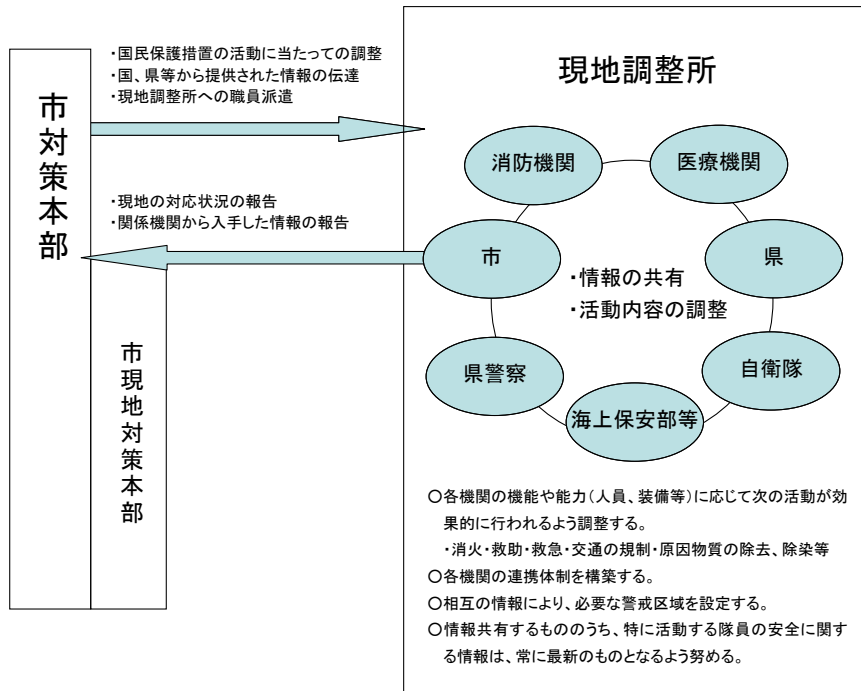 市対策本部
・国民保護措置の活動に当たっての調整
・国、県等から提供された情報の伝達
・現地調整所への職員派遣
・現地の対応状況の報告
・関係機関から入手した情報の報告
市現地対策本部
現地調整所
消防機関
医療機関
市
県
・情報の共有
・活動内容の調整
県警察
自衛隊
海上保安部等
○各機関の機能や能力(人員、装備等)に応じて次の活動が効
果的に行われるよう調整する。
・消火・救助・救急・交通の規制・原因物質の除去、除染等
○各機関の連携体制を構築する。
○相互の情報により、必要な警戒区域を設定する。
○情報共有するもののうち、特に活動する隊員の安全に関す
る情報は、常に最新のものとなるよう努める。